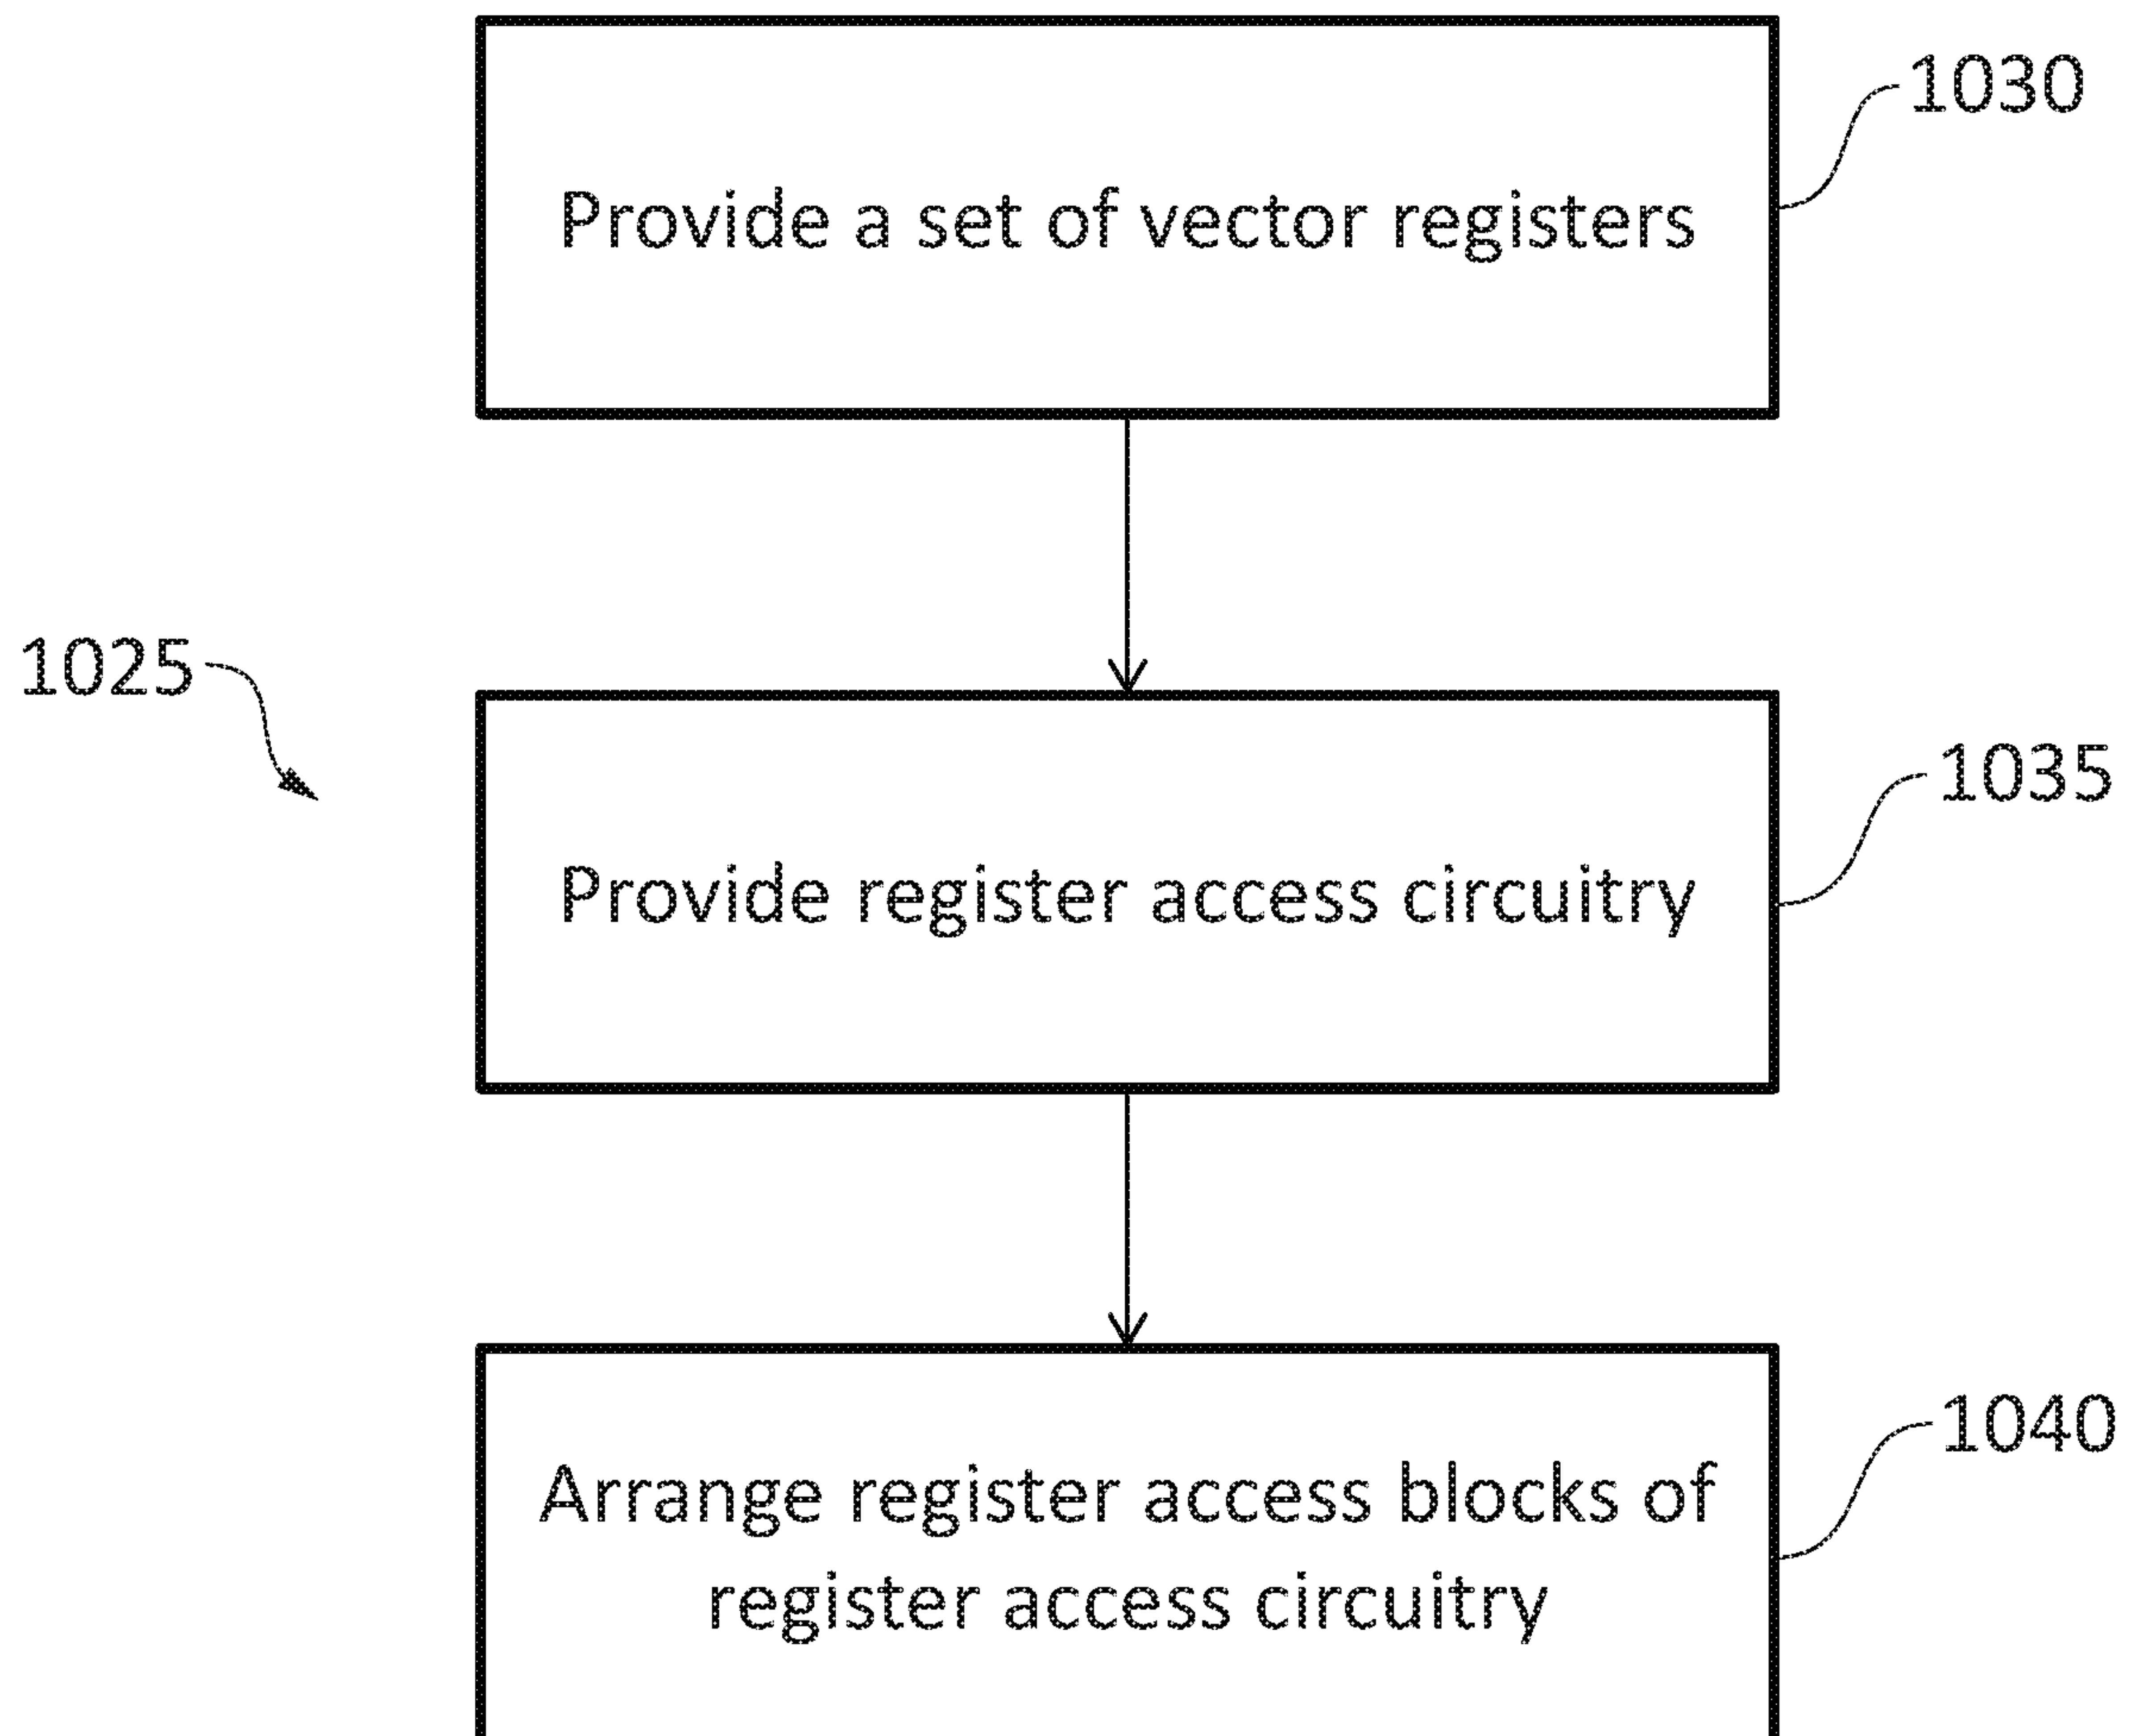 1030
Provide a set of vector registers
1025
1035
Provide register access circuitry
1040
Arrange register access blocks of
register access circuitry